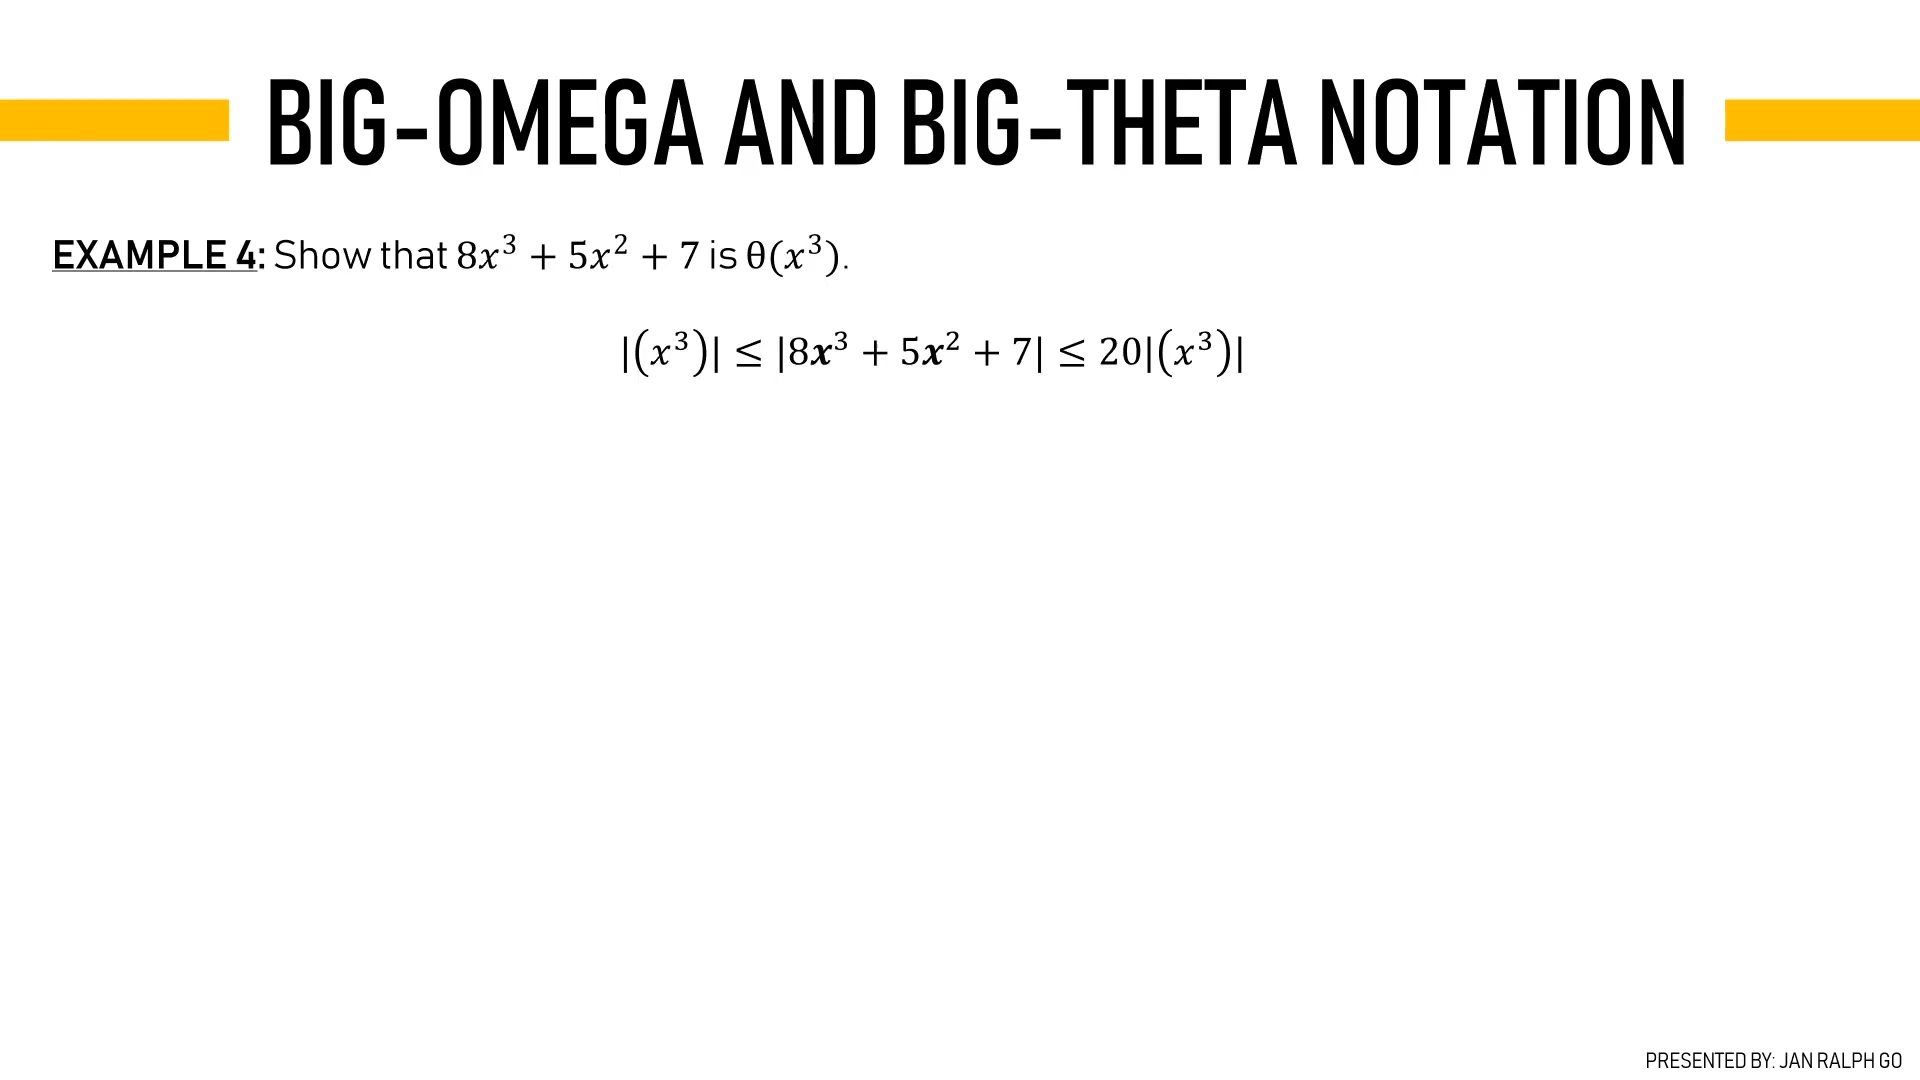 BIG-OMEGA AND BIG-THETA NOTATION
EXAMPLE 4: Show that 8x³ + 5x² + 7 is θ(x³).
|(x³)| ≤ |8x³ + 5x² + 7| ≤ 20|(x³)|
PRESENTED BY: JAN RALPH GO